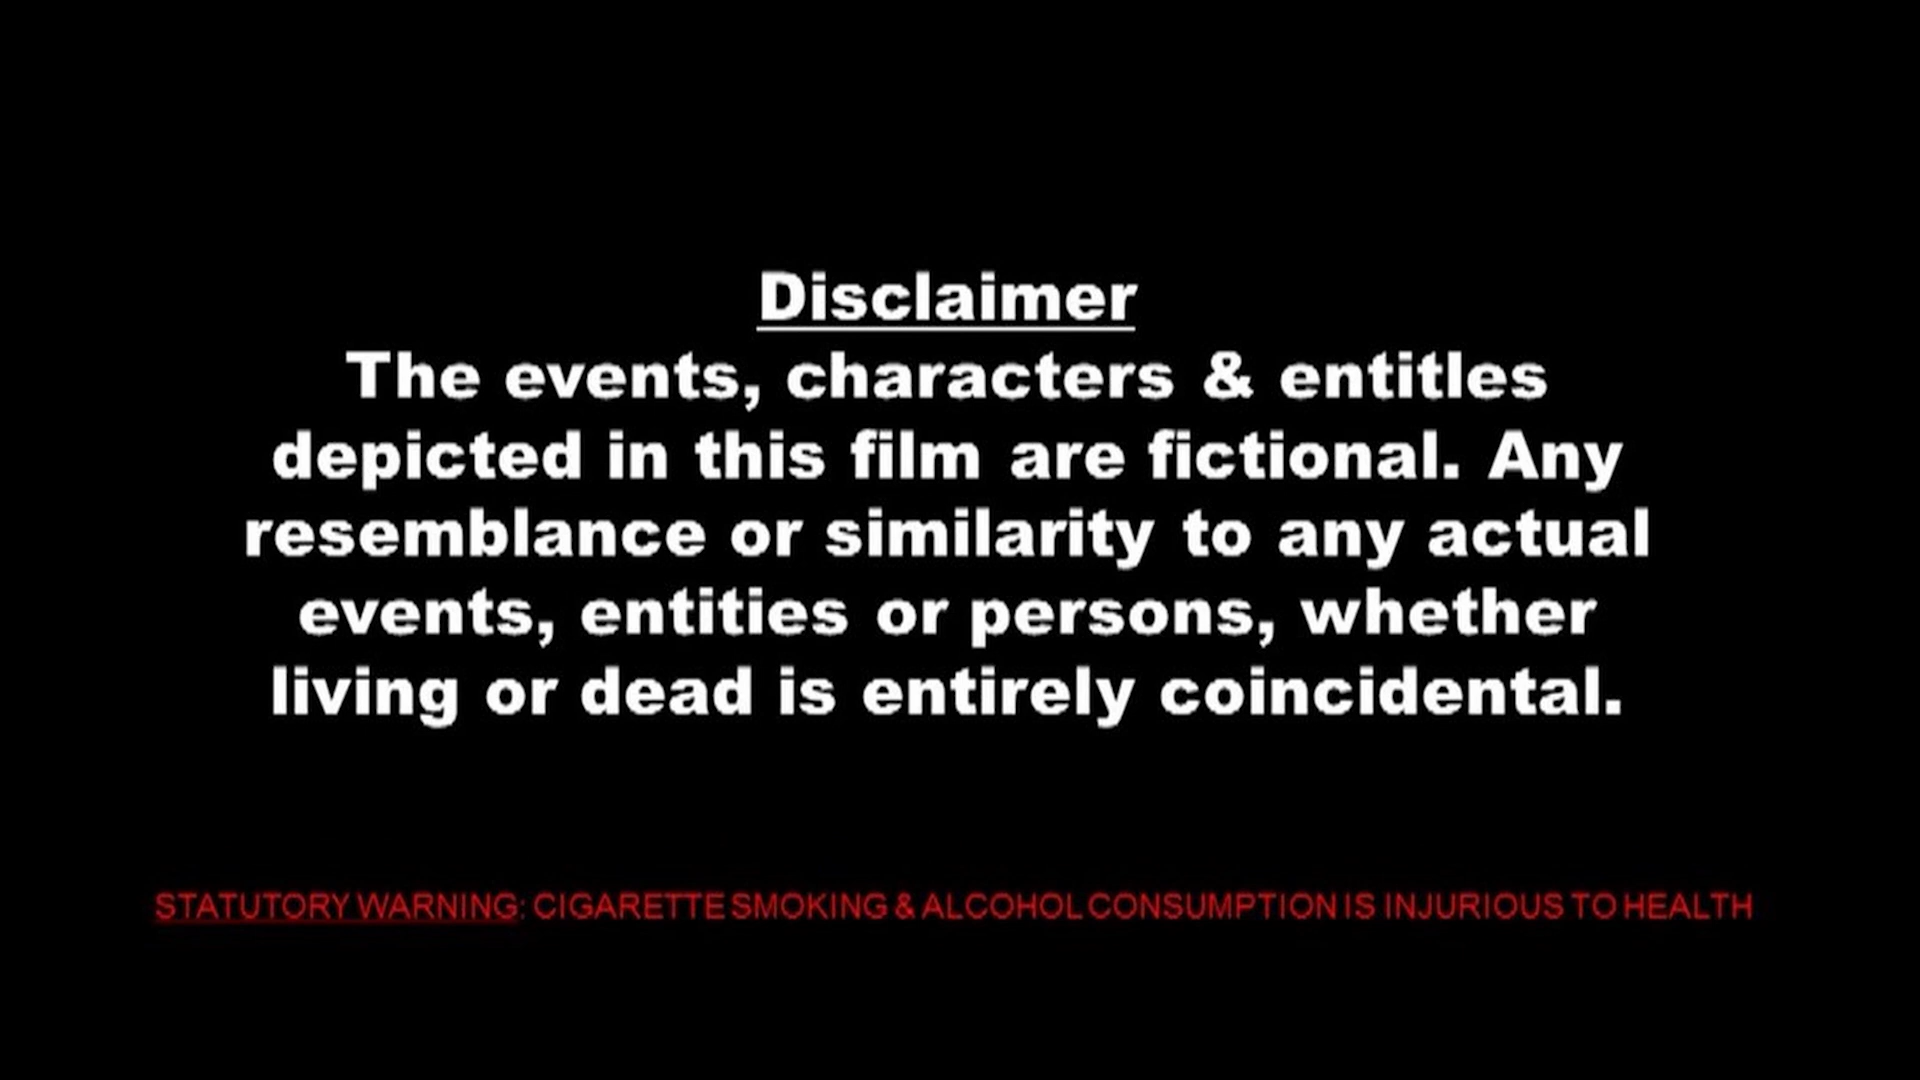 Disclaimer
The events, characters & entitles
depicted in this film are fictional. Any
resemblance or similarity to any actual
events, entities or persons, whether
living or dead is entirely coincidental.
STATUTORY WARNING: CIGARETTE SMOKING & ALCOHOL CONSUMPTION IS INJURIOUS TO HEALTH